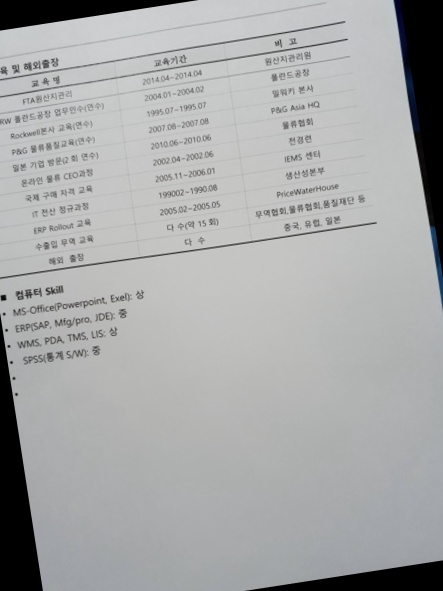 육 및 해외출장
교 육 명 교육기간 비 고
FTA원산지관리 2014.04~2014.04 원산지관리원
RW 폴란드공장 업무인수(연수) 2004.01~2004.02 폴란드공장
Rockwell본사 교육(연수) 1995.07~1995.07 밀워키 본사
P&G 물류품질교육(연수) 2007.08~2007.08 P&G Asia HQ
일본 기업 방문(2 회 연수) 2010.06~2010.06 물류협회
온라인 물류 CEO과정 2002.04~2002.06 전경련
국제 구매 자격 교육 2005.11~2006.01 IEMS 센터
IT 전산 정규과정 199002~1990.08 생산성본부
ERP Rollout 교육 2005.02~2005.05 PriceWaterHouse
수출입 무역 교육 다 수(약 15 회) 무역협회,물류협회,품질재단 등
해외 출장 다 수 중국, 유럽, 일본
■ 컴퓨터 Skill
• MS-Office(Powerpoint, Exel): 상
• ERP(SAP, Mfg/pro, JDE): 중
• WMS, PDA, TMS, LIS: 상
• SPSS(통계 S/W): 중
•
•